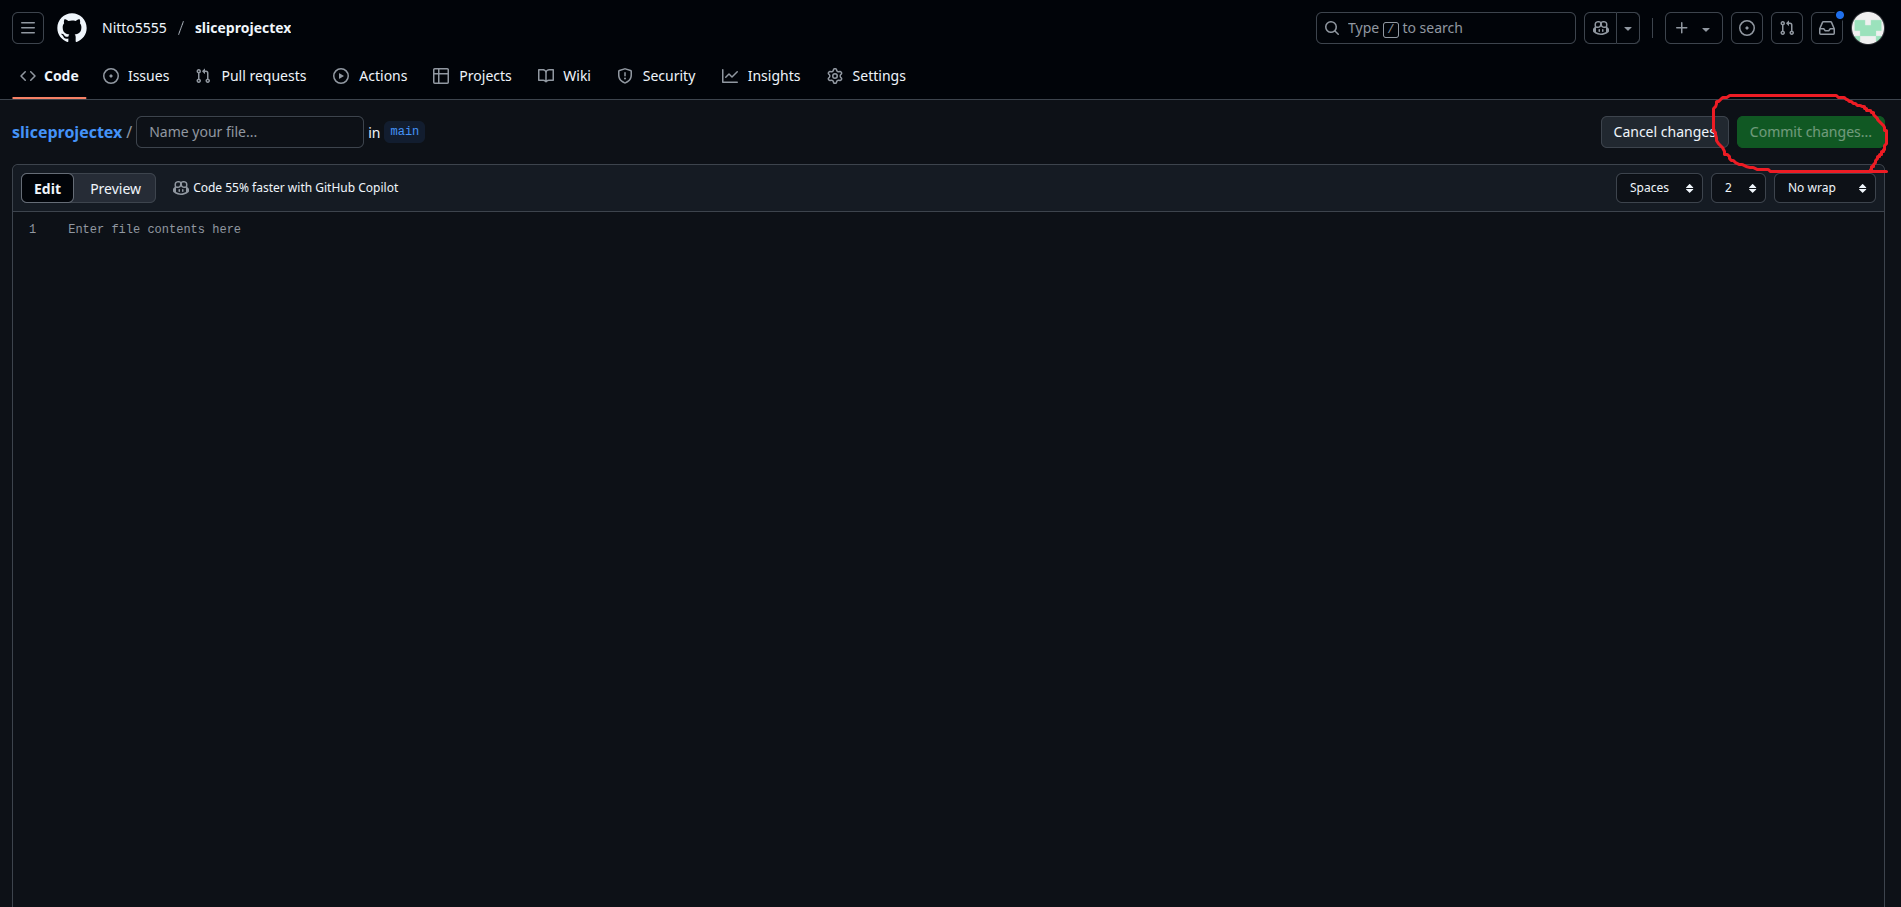 Nitto5555 / sliceprojectex
Type / to search
Code Issues Pull requests Actions Projects Wiki Security Insights Settings
sliceprojectex / Name your file... in main
Cancel changes Commit changes...
Edit Preview Code 55% faster with GitHub Copilot
Spaces 2 No wrap
1 Enter file contents here